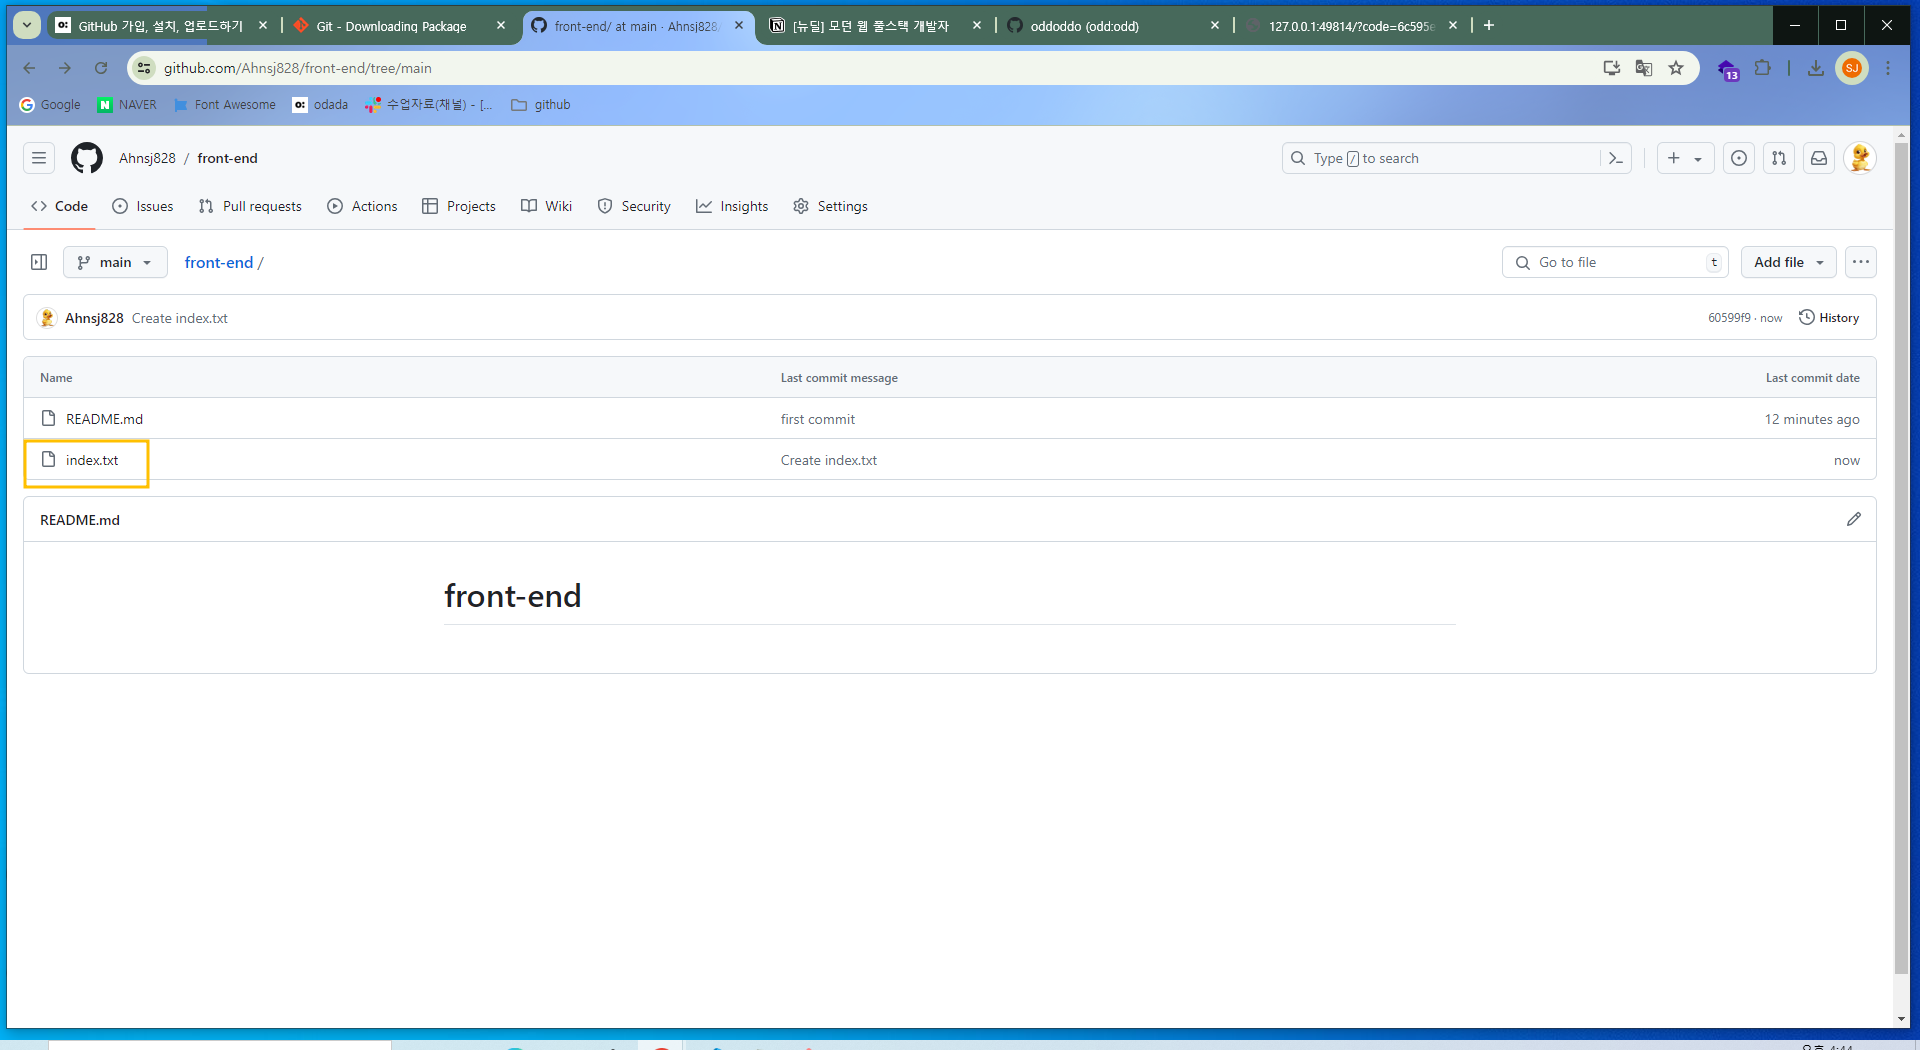 GitHub 가입, 설치, 업로드하기
Git - Downloading Package
front-end/ at main · Ahnsj828/
[뉴딜] 모던 웹 풀스택 개발자
oddoddo (odd:odd)
127.0.0.1:49814/?code=6c595e
github.com/Ahnsj828/front-end/tree/main
13
SJ
Google
NAVER
Font Awesome
odada
수업자료(채널) - [...
github
Ahnsj828 / front-end
Type / to search
Code
Issues
Pull requests
Actions
Projects
Wiki
Security
Insights
Settings
main
front-end /
Go to file
t
Add file
Ahnsj828 Create index.txt
60599f9 · now
History
Name
Last commit message
Last commit date
README.md
first commit
12 minutes ago
index.txt
Create index.txt
now
README.md
front-end